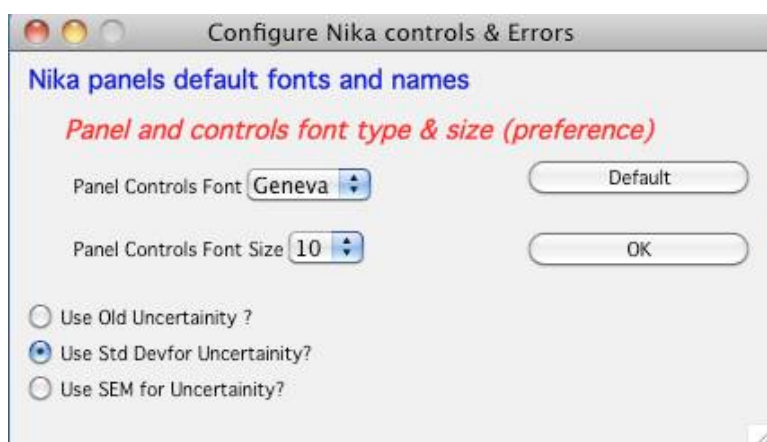 Configure Nika controls & Errors
Nika panels default fonts and names
Panel and controls font type & size (preference)
Panel Controls Font Geneva Default
Panel Controls Font Size 10 OK
Use Old Uncertainity ?
Use Std Devfor Uncertainity?
Use SEM for Uncertainity?